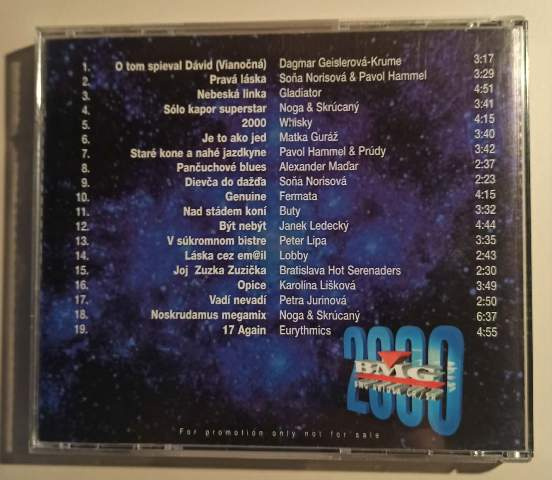 1. O tom spieval Dávid (Vianočná) Dagmar Geislerová-Krume 3:17
2. Pravá láska Soňa Norisová & Pavol Hammel 3:29
3. Nebeská linka Gladiator 4:51
4. Sólo kapor superstar Noga & Skrúcaný 3:41
5. 2000 Whisky 4:15
6. Je to ako jed Matka Guráž 3:40
7. Staré kone a nahé jazdkyne Pavol Hammel & Prúdy 3:42
8. Pančuchové blues Alexander Maďar 2:37
9. Dievča do dažďa Soňa Norisová 2:23
10. Genuine Fermata 4:15
11. Nad stádem koní Buty 3:32
12. Být nebýt Janek Ledecký 4:44
13. V súkromnom bistre Peter Lipa 3:35
14. Láska cez em@il Lobby 2:43
15. Joj Zuzka Zuzička Bratislava Hot Serenaders 2:30
16. Opice Karolína Líšková 3:49
17. Vadí nevadí Petra Jurinová 2:50
18. Noskrudamus megamix Noga & Skrúcaný 6:37
19. 17 Again Eurythmics 4:55
2000
BMG
BMG ARIOLA CR/SR
For promotion only not for sale